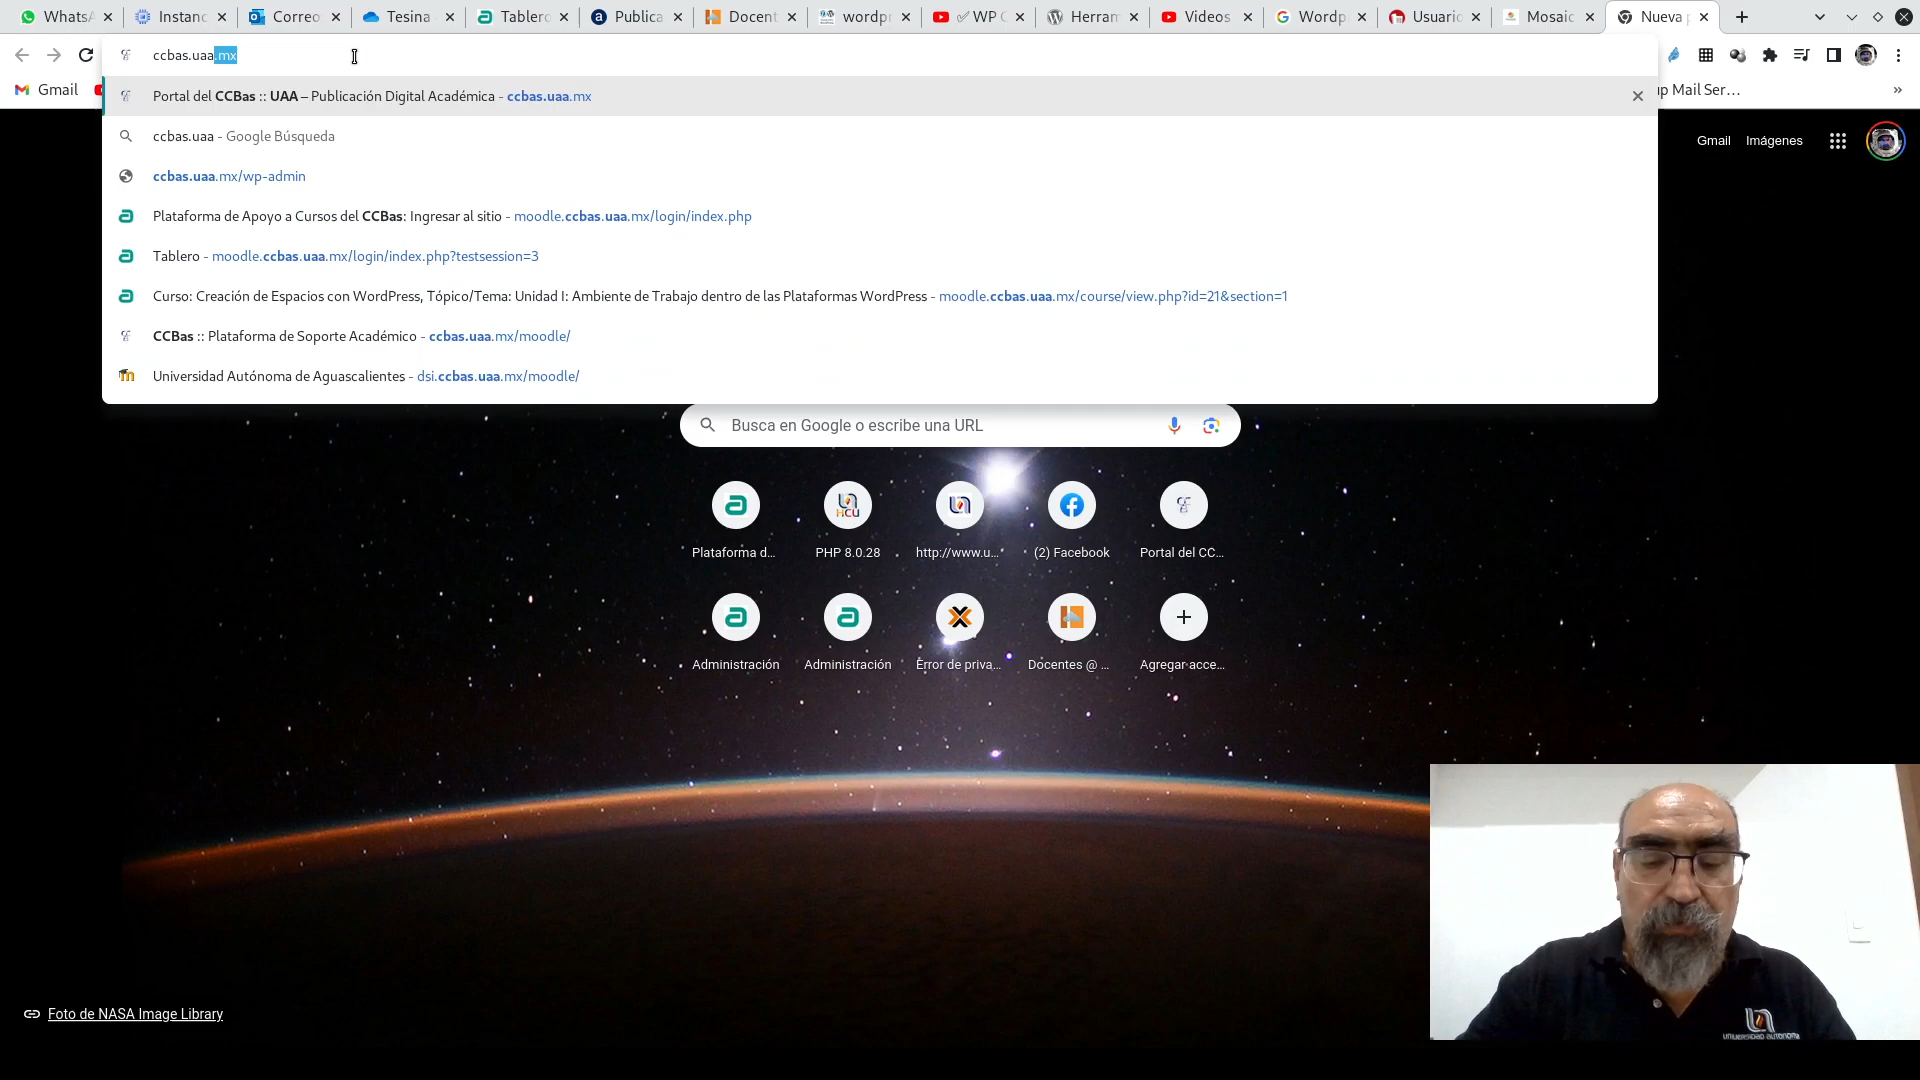 WhatsA
Instanc
Correo
Tesina
Tablero
Publica
Docent
wordpr
✅ WP C
Herram
Videos
Wordp
Usuario
Mosaic
Nueva p
ccbas.uaa.mx
Gmail
up Mail Ser…
»
Portal del CCBas :: UAA – Publicación Digital Académica - ccbas.uaa.mx
ccbas.uaa - Google Búsqueda
ccbas.uaa.mx/wp-admin
Plataforma de Apoyo a Cursos del CCBas: Ingresar al sitio - moodle.ccbas.uaa.mx/login/index.php
Tablero - moodle.ccbas.uaa.mx/login/index.php?testsession=3
Curso: Creación de Espacios con WordPress, Tópico/Tema: Unidad I: Ambiente de Trabajo dentro de las Plataformas WordPress - moodle.ccbas.uaa.mx/course/view.php?id=21&section=1
CCBas :: Plataforma de Soporte Académico - ccbas.uaa.mx/moodle/
Universidad Autónoma de Aguascalientes - dsi.ccbas.uaa.mx/moodle/
Gmail Imágenes
Busca en Google o escribe una URL
HCU
Plataforma d…
PHP 8.0.28
http://www.u…
(2) Facebook
Portal del CC…
Administración
Administración
Error de priva…
Docentes @ …
Agregar acce…
Foto de NASA Image Library
UNIVERSIDAD AUTONOMA